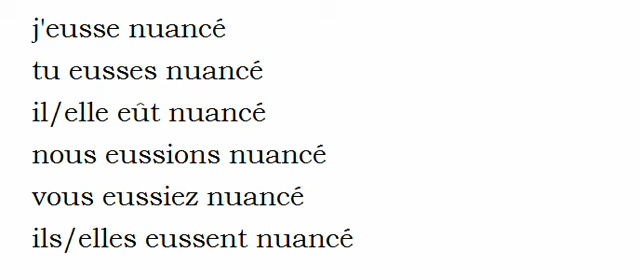 j'eusse nuancé
tu eusses nuancé
il/elle eût nuancé
nous eussions nuancé
vous eussiez nuancé
ils/elles eussent nuancé